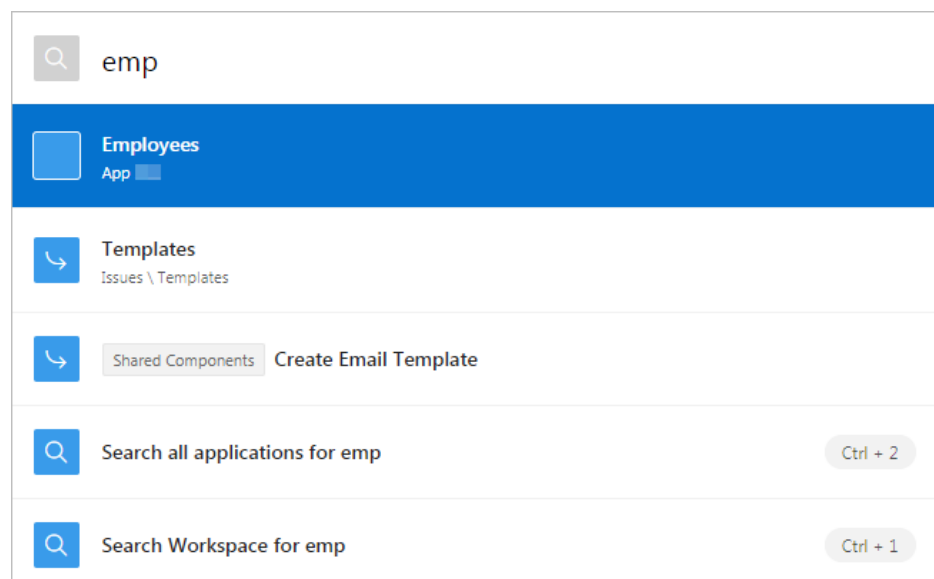 emp
Employees
App
Templates
Issues \ Templates
Shared Components Create Email Template
Search all applications for emp Ctrl + 2
Search Workspace for emp Ctrl + 1